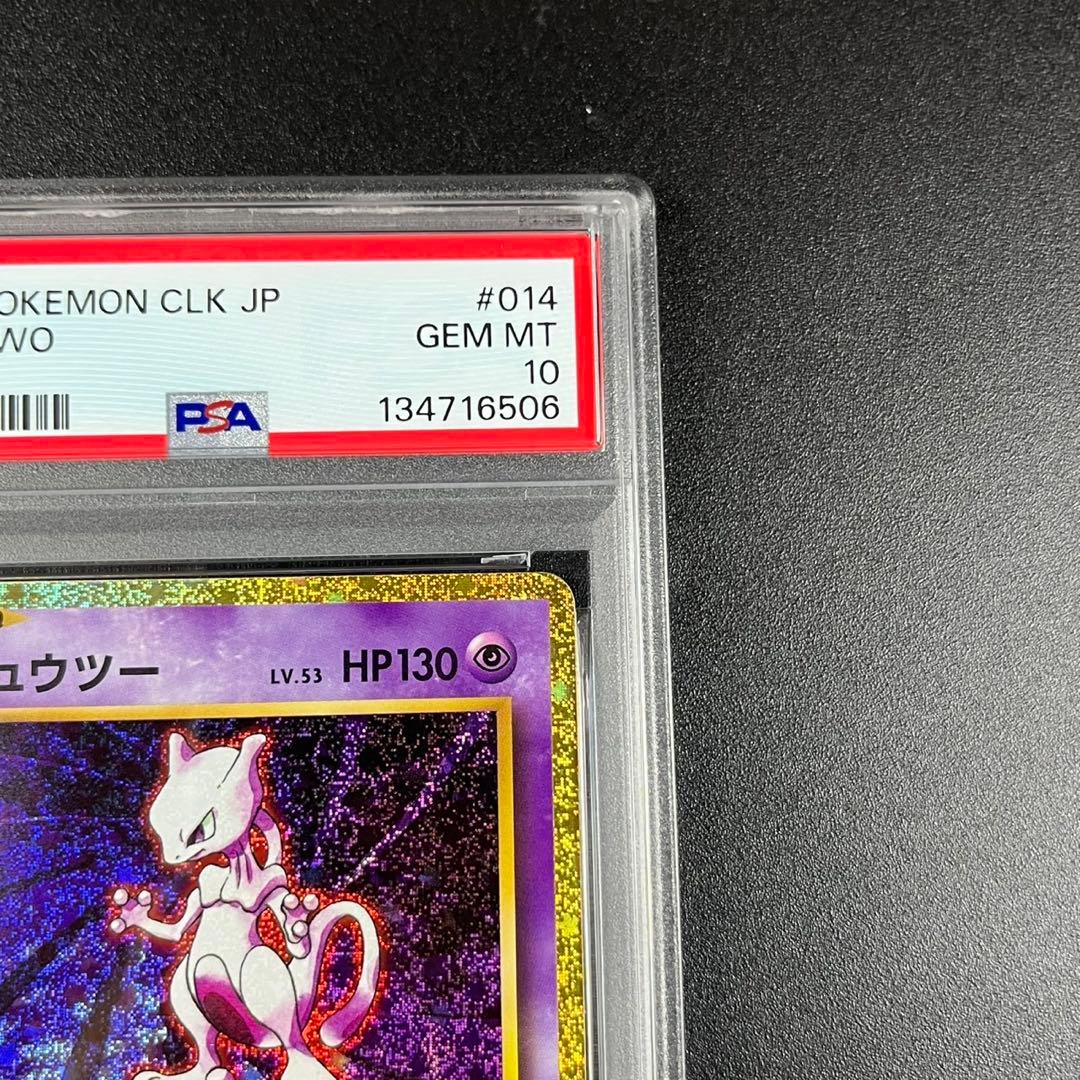 OKEMON CLK JP #014
WO GEM MT
10
PSA 134716506
ュウツー LV.53 HP130